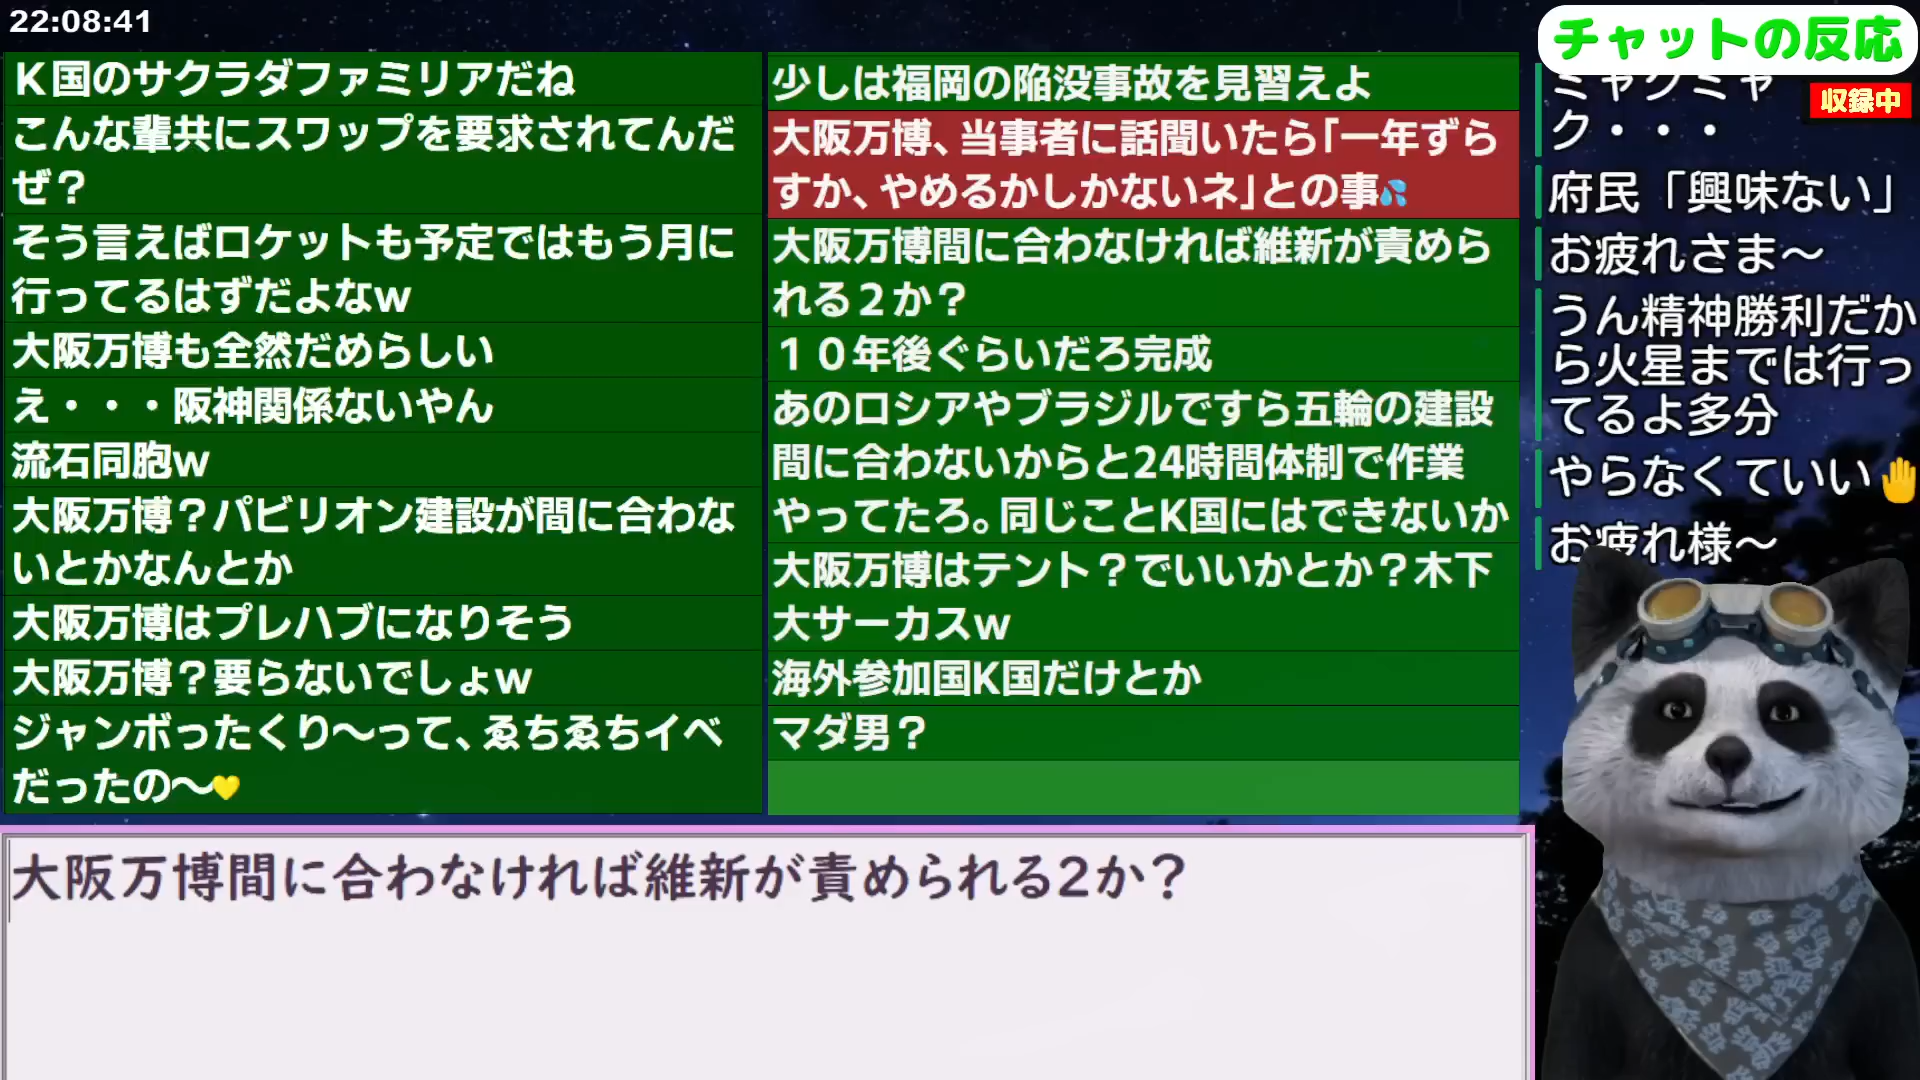 22:08:41
K国のサクラダファミリアだね
こんな輩共にスワップを要求されてんだ
ぜ？
そう言えばロケットも予定ではもう月に
行ってるはずだよなw
大阪万博も全然だめらしい
え・・・阪神関係ないやん
流石同胞w
大阪万博？パビリオン建設が間に合わな
いとかなんとか
大阪万博はプレハブになりそう
大阪万博？要らないでしょw
ジャンボったくり～って、ゑちゑちイベ
だったの～💛
少しは福岡の陥没事故を見習えよ
大阪万博、当事者に話聞いたら「一年ずら
すか、やめるかしかないネ」との事💦
大阪万博間に合わなければ維新が責めら
れる２か？
１０年後ぐらいだろ完成
あのロシアやブラジルですら五輪の建設
間に合わないからと24時間体制で作業
やってたろ。同じことK国にはできないか
大阪万博はテント？でいいかとか？木下
大サーカスw
海外参加国K国だけとか
マダ男？
大阪万博間に合わなければ維新が責められる2か？
チャットの反応
収録中
ミャクミャ
ク・・・
府民「興味ない」
お疲れさま～
うん精神勝利だか
ら火星までは行っ
てるよ多分
やらなくていい🤚
お疲れ様～